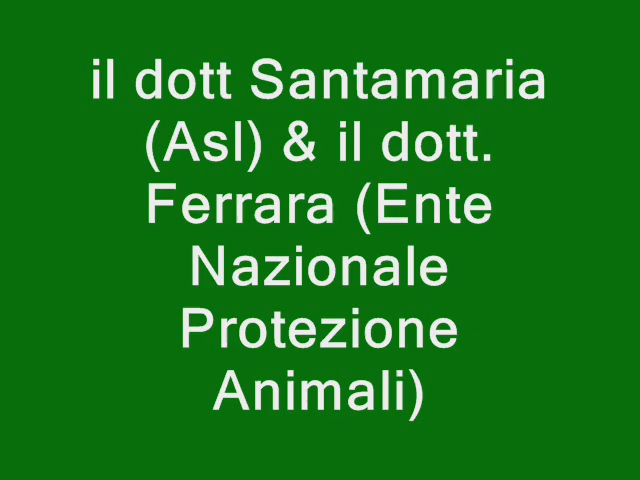 il dott Santamaria
(Asl) & il dott.
Ferrara (Ente
Nazionale
Protezione
Animali)